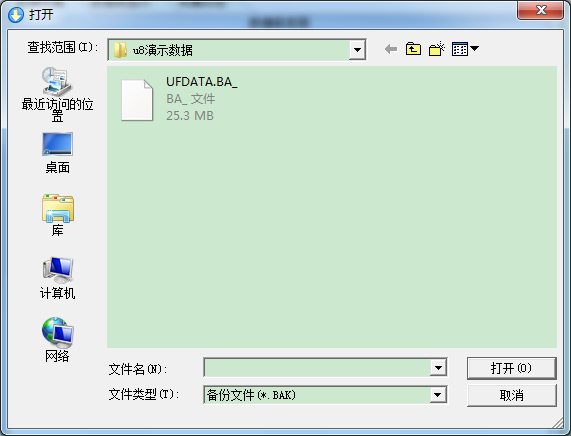 打开
查找范围(I):
u8演示数据
UFDATA.BA_
BA_ 文件
25.3 MB
最近访问的位
置
桌面
库
计算机
网络
文件名(N):
打开(O)
文件类型(T):
备份文件(*.BAK)
取消